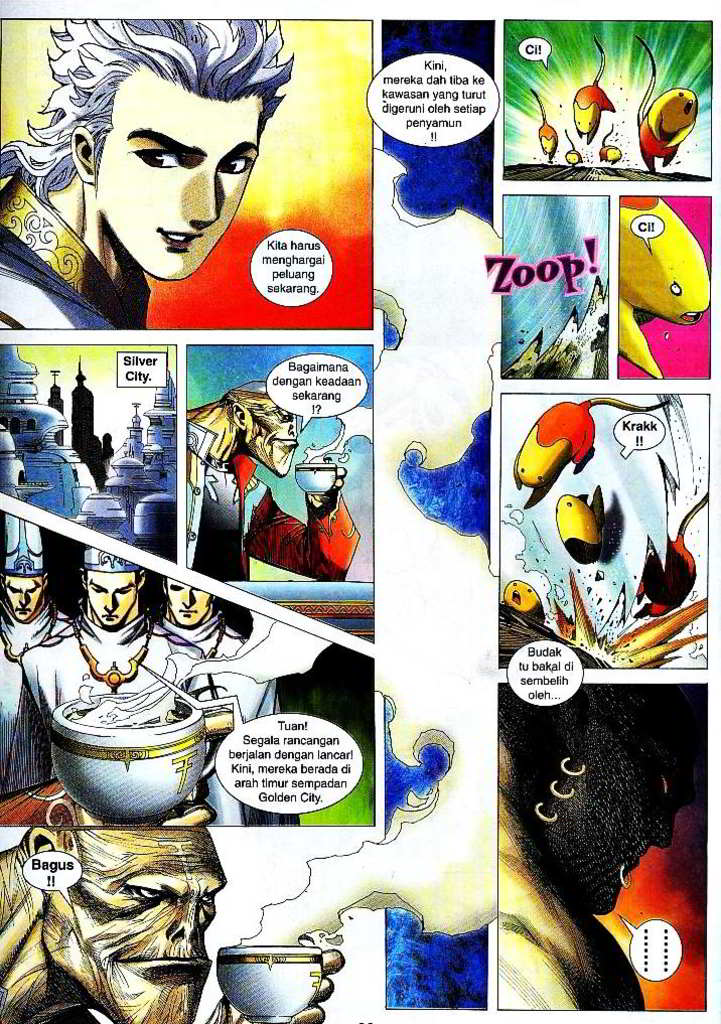 Kita harus
menghargai
peluang
sekarang.
Silver
City.
Bagaimana
dengan keadaan
sekarang
!?
Tuan!
Segala rancangan
berjalan dengan lancar!
Kini, mereka berada di
arah timur sempadan
Golden City.
Bagus
!!
Kini,
mereka dah tiba ke
kawasan yang turut
digeruni oleh setiap
penyamun
!!
Ci!
Zoop!
Ci!
Krakk
!!
Budak
tu bakal di
sembelih
oleh...